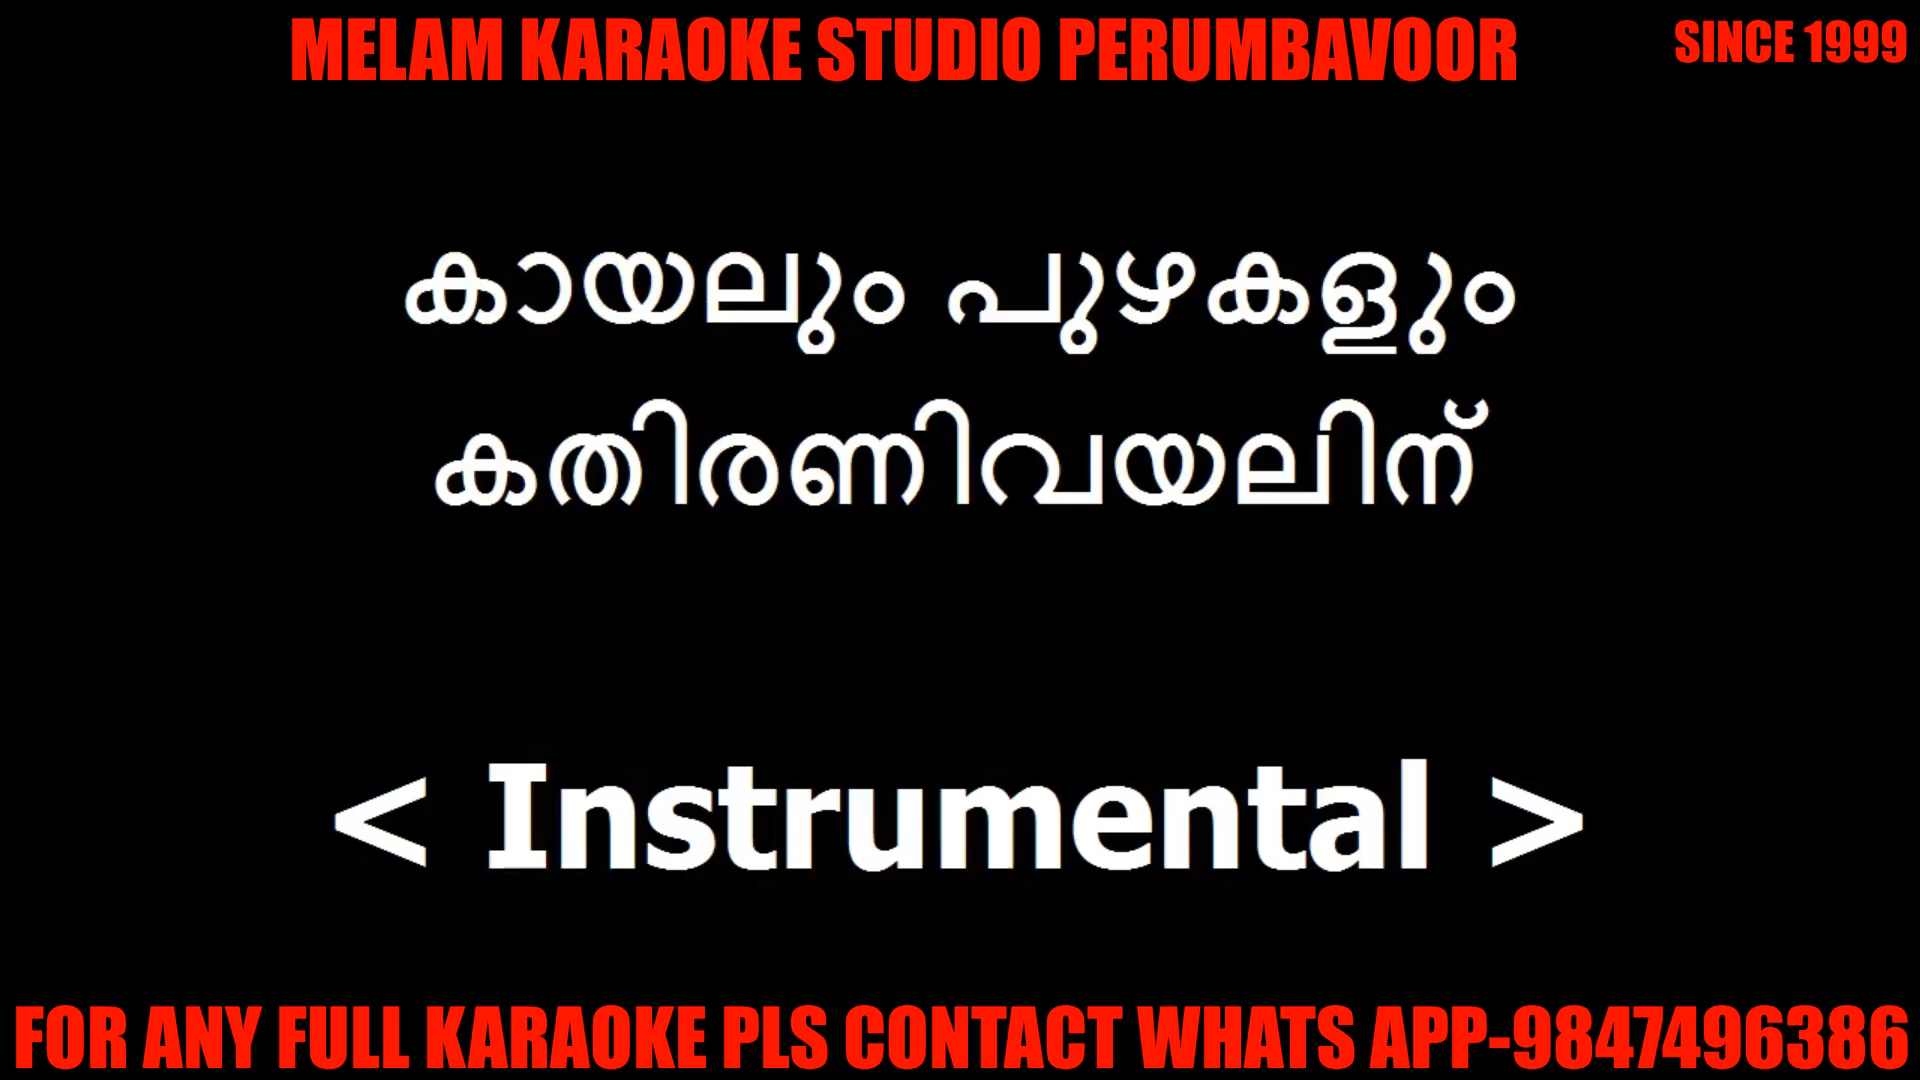 MELAM KARAOKE STUDIO PERUMBAVOOR
SINCE 1999
കായലും പുഴകളും
കതിരണിവയലിന്
< Instrumental >
FOR ANY FULL KARAOKE PLS CONTACT WHATS APP-9847496386